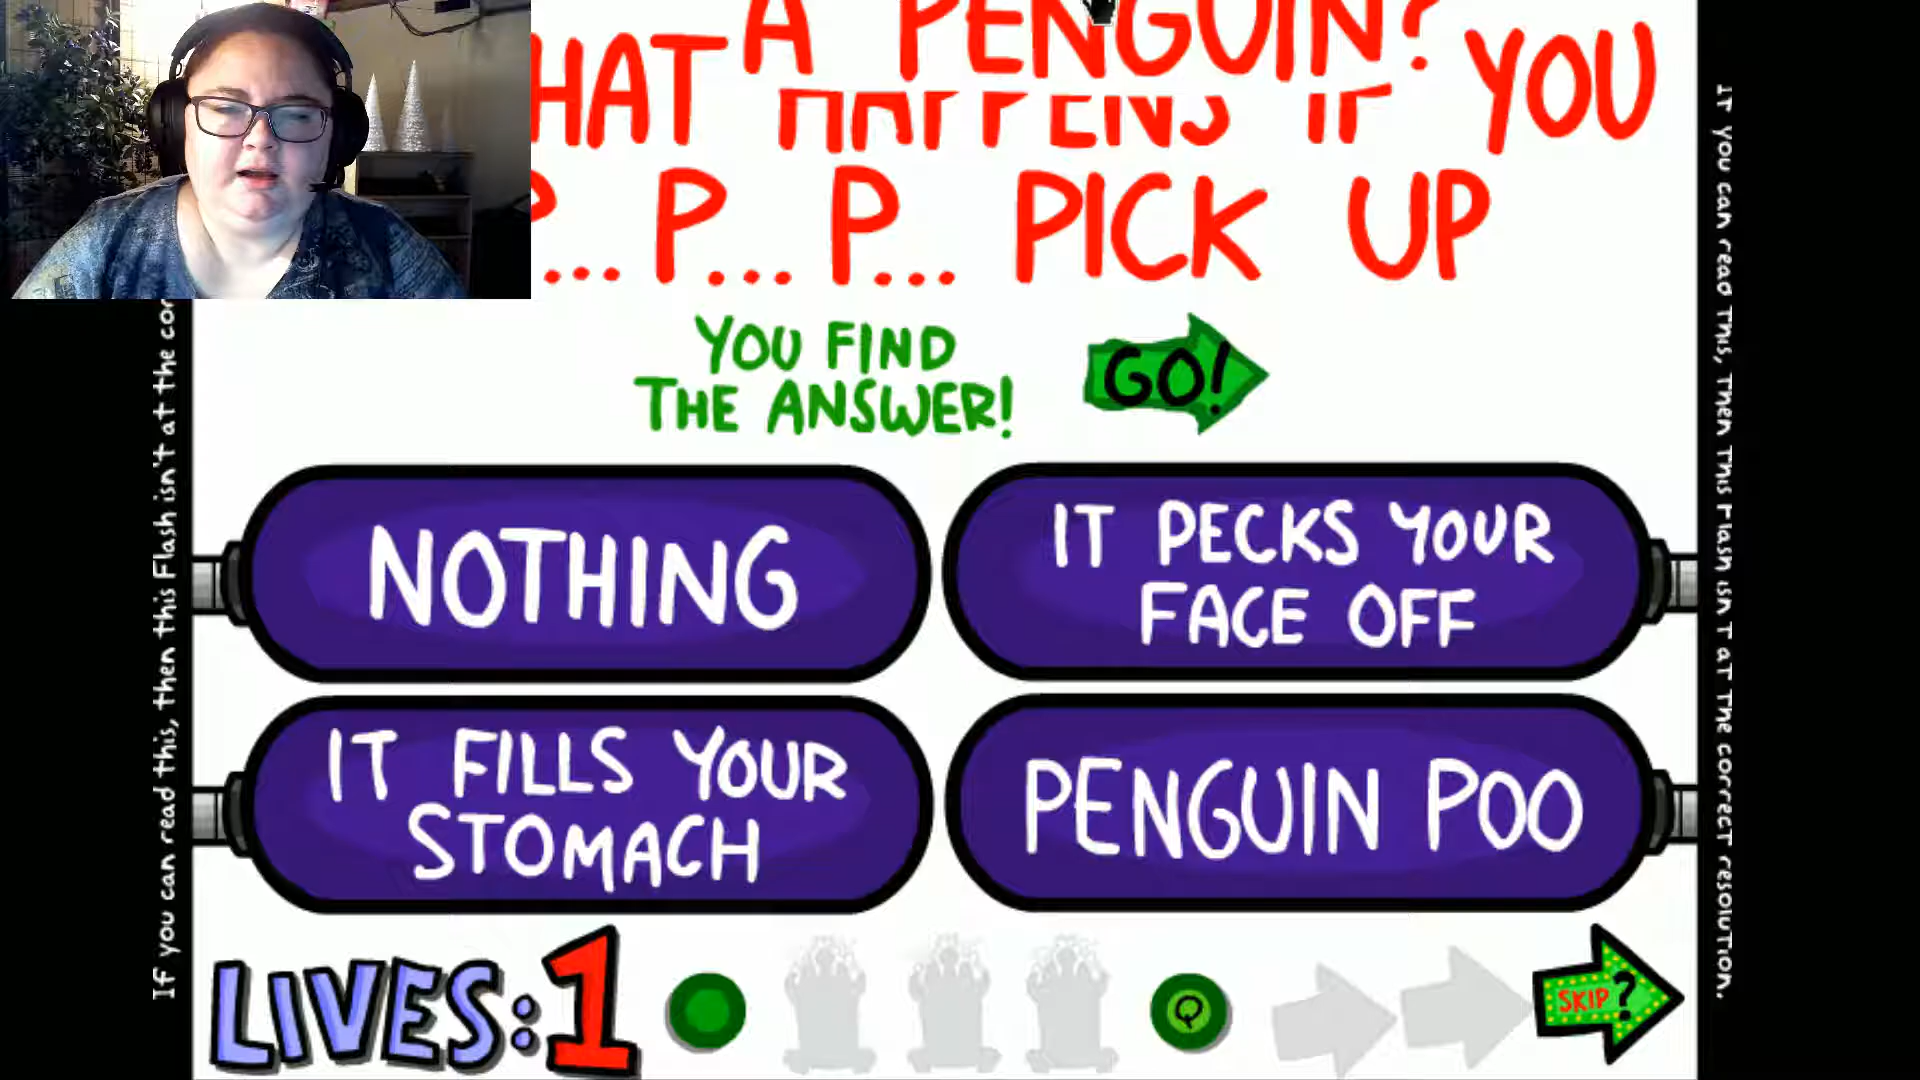 A PENGUIN?
HAT HAPPENS IF YOU
P... P... P... PICK UP
YOU FIND
THE ANSWER!
GO!
NOTHING
IT PECKS YOUR
FACE OFF
IT FILLS YOUR
STOMACH
PENGUIN POO
LIVES:1
Q
SKIP?
If you can read this, then this Flash isn't at the cor
If you can read this, then this Flash isn't at the correct resolution.